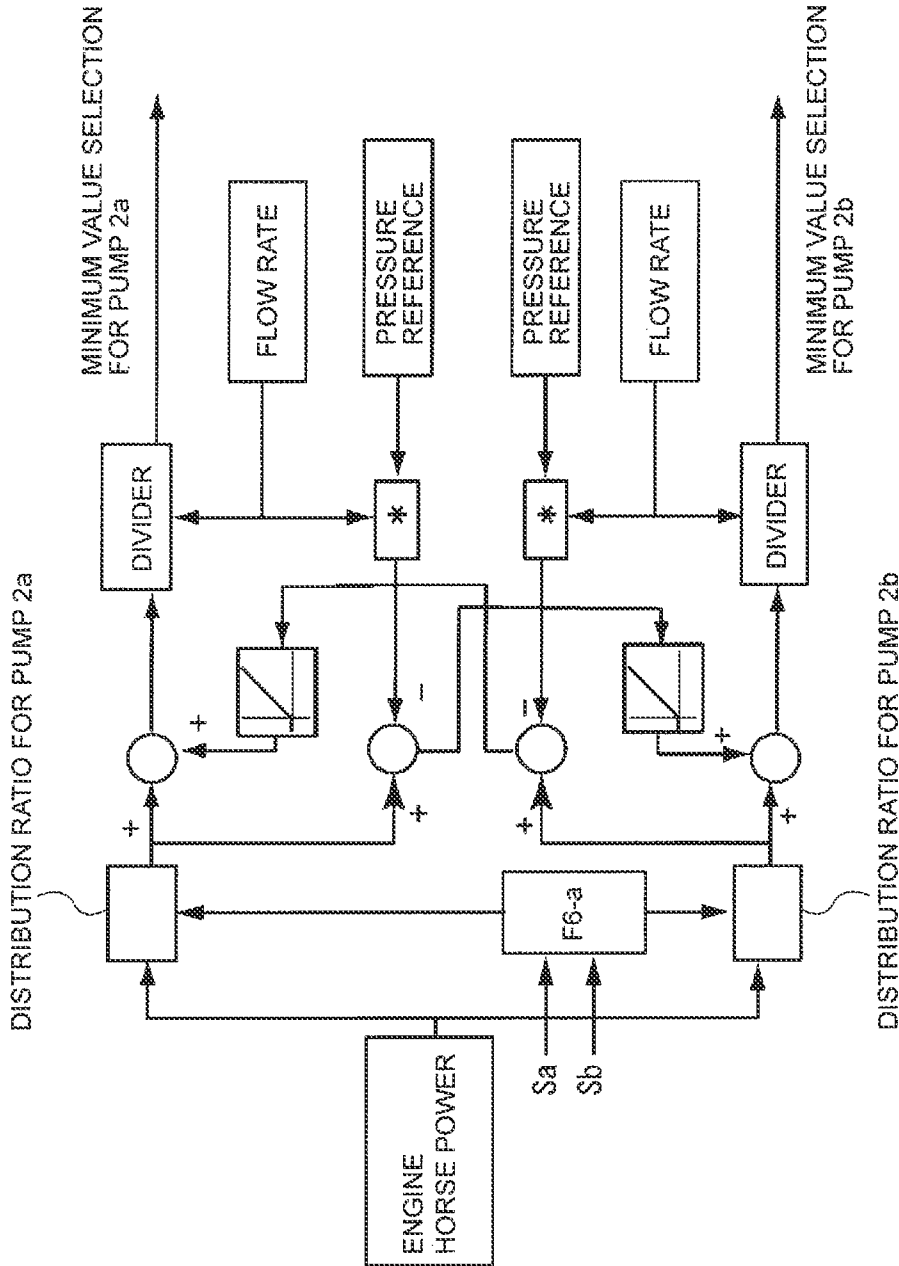 DISTRIBUTION RATIO FOR PUMP 2a
MINIMUM VALUE SELECTION
FOR PUMP 2a
DIVIDER
FLOW RATE
+
+
*
PRESSURE
REFERENCE
+
−
ENGINE
HORSE POWER
Sa
Sb
F6-a
+
−
*
PRESSURE
REFERENCE
+
+
FLOW RATE
DIVIDER
MINIMUM VALUE SELECTION
FOR PUMP 2b
DISTRIBUTION RATIO FOR PUMP 2b